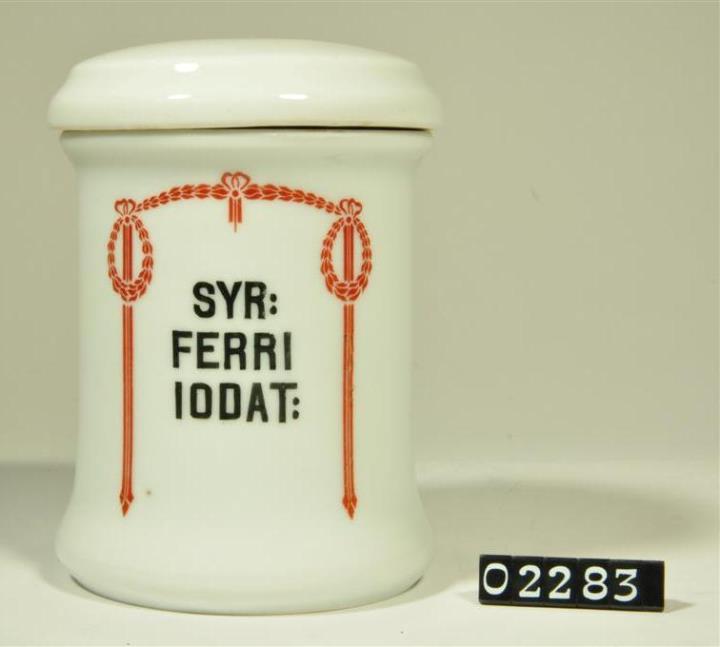 SYR:
FERRI
IODAT:
02283